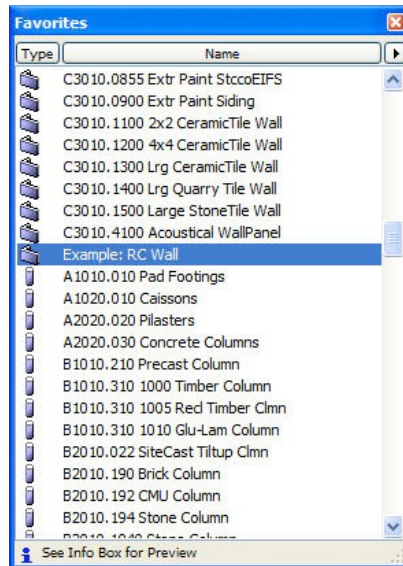 Favorites
Type Name
C3010.0855 Extr Paint StccoEIFS
C3010.0900 Extr Paint Siding
C3010.1100 2x2 CeramicTile Wall
C3010.1200 4x4 CeramicTile Wall
C3010.1300 Lrg CeramicTile Wall
C3010.1400 Lrg Quarry Tile Wall
C3010.1500 Large StoneTile Wall
C3010.4100 Acoustical WallPanel
Example: RC Wall
A1010.010 Pad Footings
A1020.010 Caissons
A2020.020 Pilasters
A2020.030 Concrete Columns
B1010.210 Precast Column
B1010.310 1000 Timber Column
B1010.310 1005 Recl Timber Clmn
B1010.310 1010 Glu-Lam Column
B2010.022 SiteCast Tiltup Clmn
B2010.190 Brick Column
B2010.192 CMU Column
B2010.194 Stone Column
See Info Box for Preview